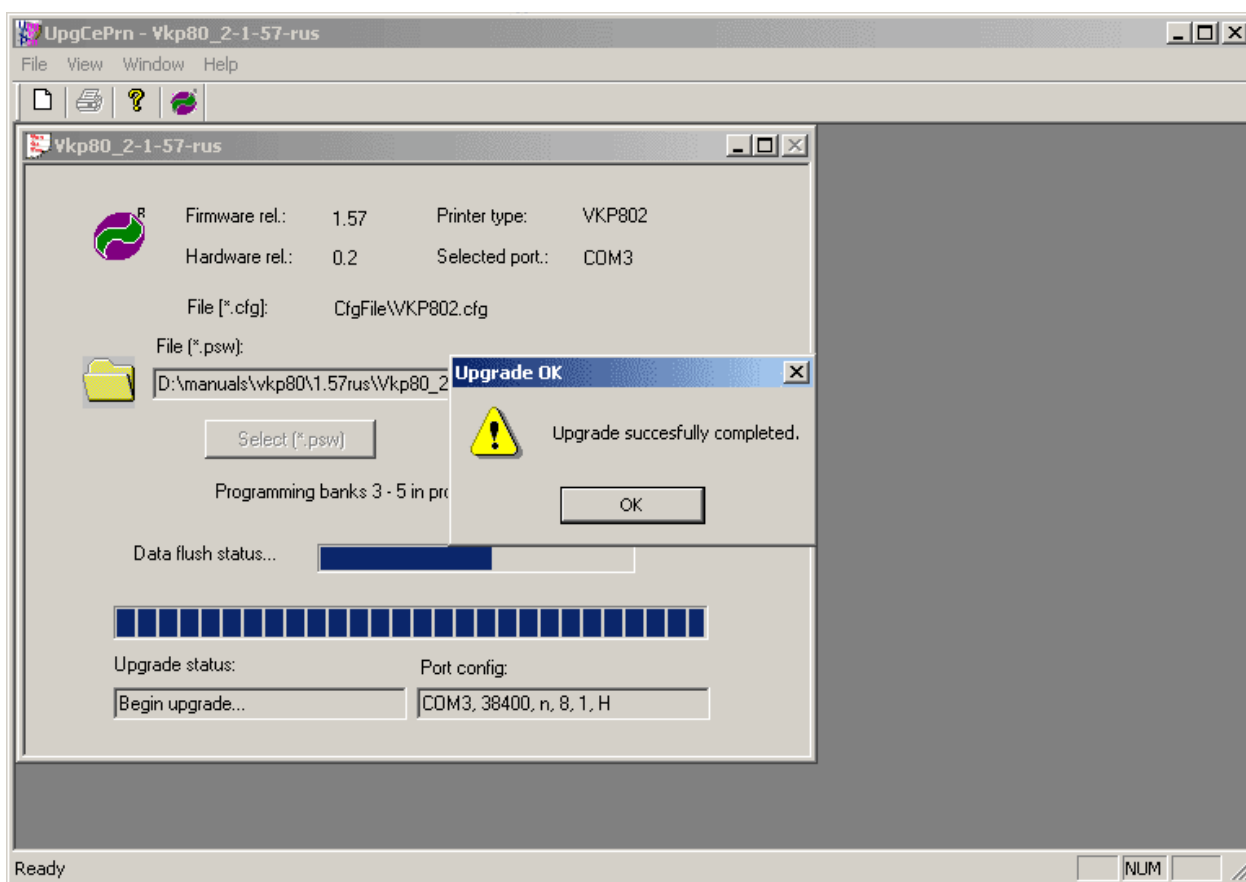 UpgCePrn - Vkp80_2-1-57-rus
File View Window Help
Vkp80_2-1-57-rus
R
Firmware rel.: 1.57 Printer type: VKP802
Hardware rel.: 0.2 Selected port.: COM3
File [*.cfg]: CfgFile\VKP802.cfg
File (*.psw):
D:\manuals\vkp80\1.57rus\Vkp80_2
Upgrade OK
Upgrade succesfully completed.
OK
Select (*.psw)
Programming banks 3 - 5 in pro
Data flush status...
Upgrade status: Port config:
Begin upgrade... COM3, 38400, n, 8, 1, H
Ready NUM